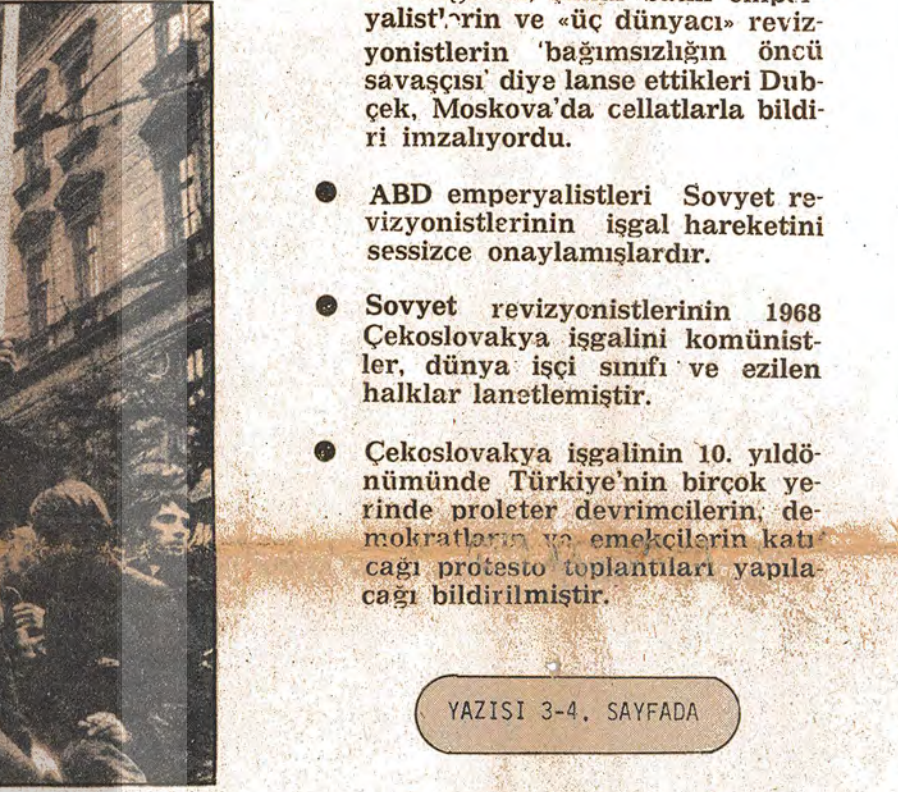 yalistlerin ve «üç dünyacı» reviz-
yonistlerin 'bağımsızlığın öncü
savaşçısı' diye lanse ettikleri Dub-
çek, Moskova'da cellatlarla bildi-
ri imzalıyordu.
● ABD emperyalistleri Sovyet re-
vizyonistlerinin işgal hareketini
sessizce onaylamışlardır.
● Sovyet revizyonistlerinin 1968
Çekoslovakya işgalini komünist-
ler, dünya işçi sınıfı ve ezilen
halklar lanetlemiştir.
● Çekoslovakya işgalinin 10. yıldö-
nümünde Türkiye'nin birçok ye-
rinde proleter devrimcilerin, de-
mokratların ve emekçilerin katı
cağı protesto toplantıları yapıla-
cağı bildirilmiştir.
YAZISI 3-4. SAYFADA